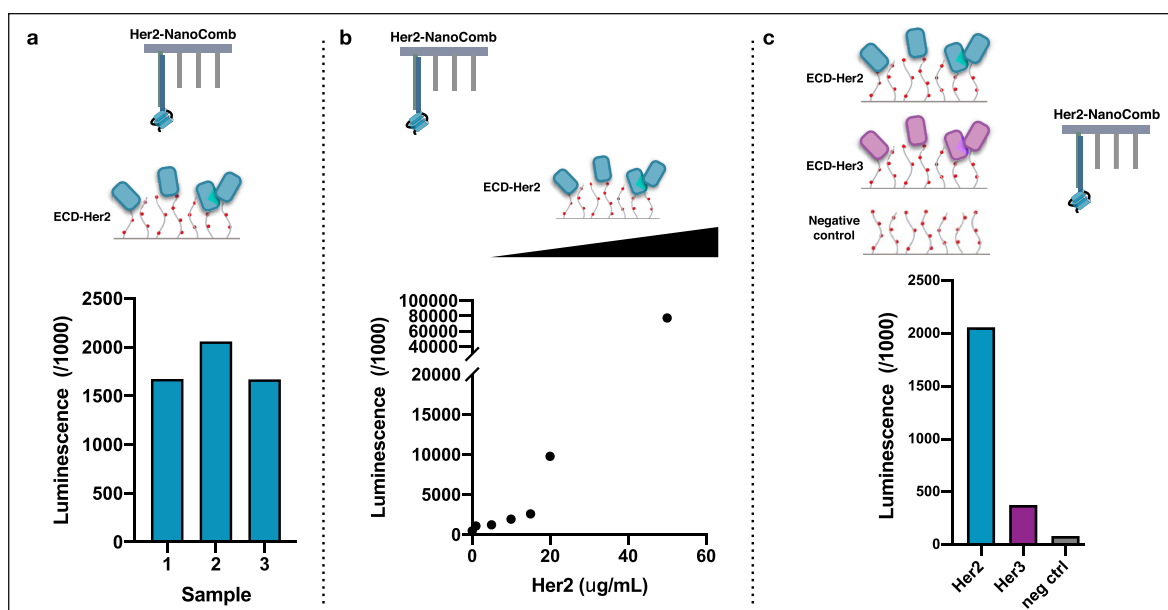 a
Her2-NanoComb
ECD-Her2
Luminescence (/1000)
2500
2000
1500
1000
500
0
1 2 3
Sample
b
Her2-NanoComb
ECD-Her2
Luminescence (/1000)
100000
80000
60000
40000
20000
15000
10000
5000
0
0 20 40 60
Her2 (ug/mL)
c
ECD-Her2
ECD-Her3
Negative
control
Her2-NanoComb
Luminescence (/1000)
2500
2000
1500
1000
500
0
Her2 Her3 neg ctrl